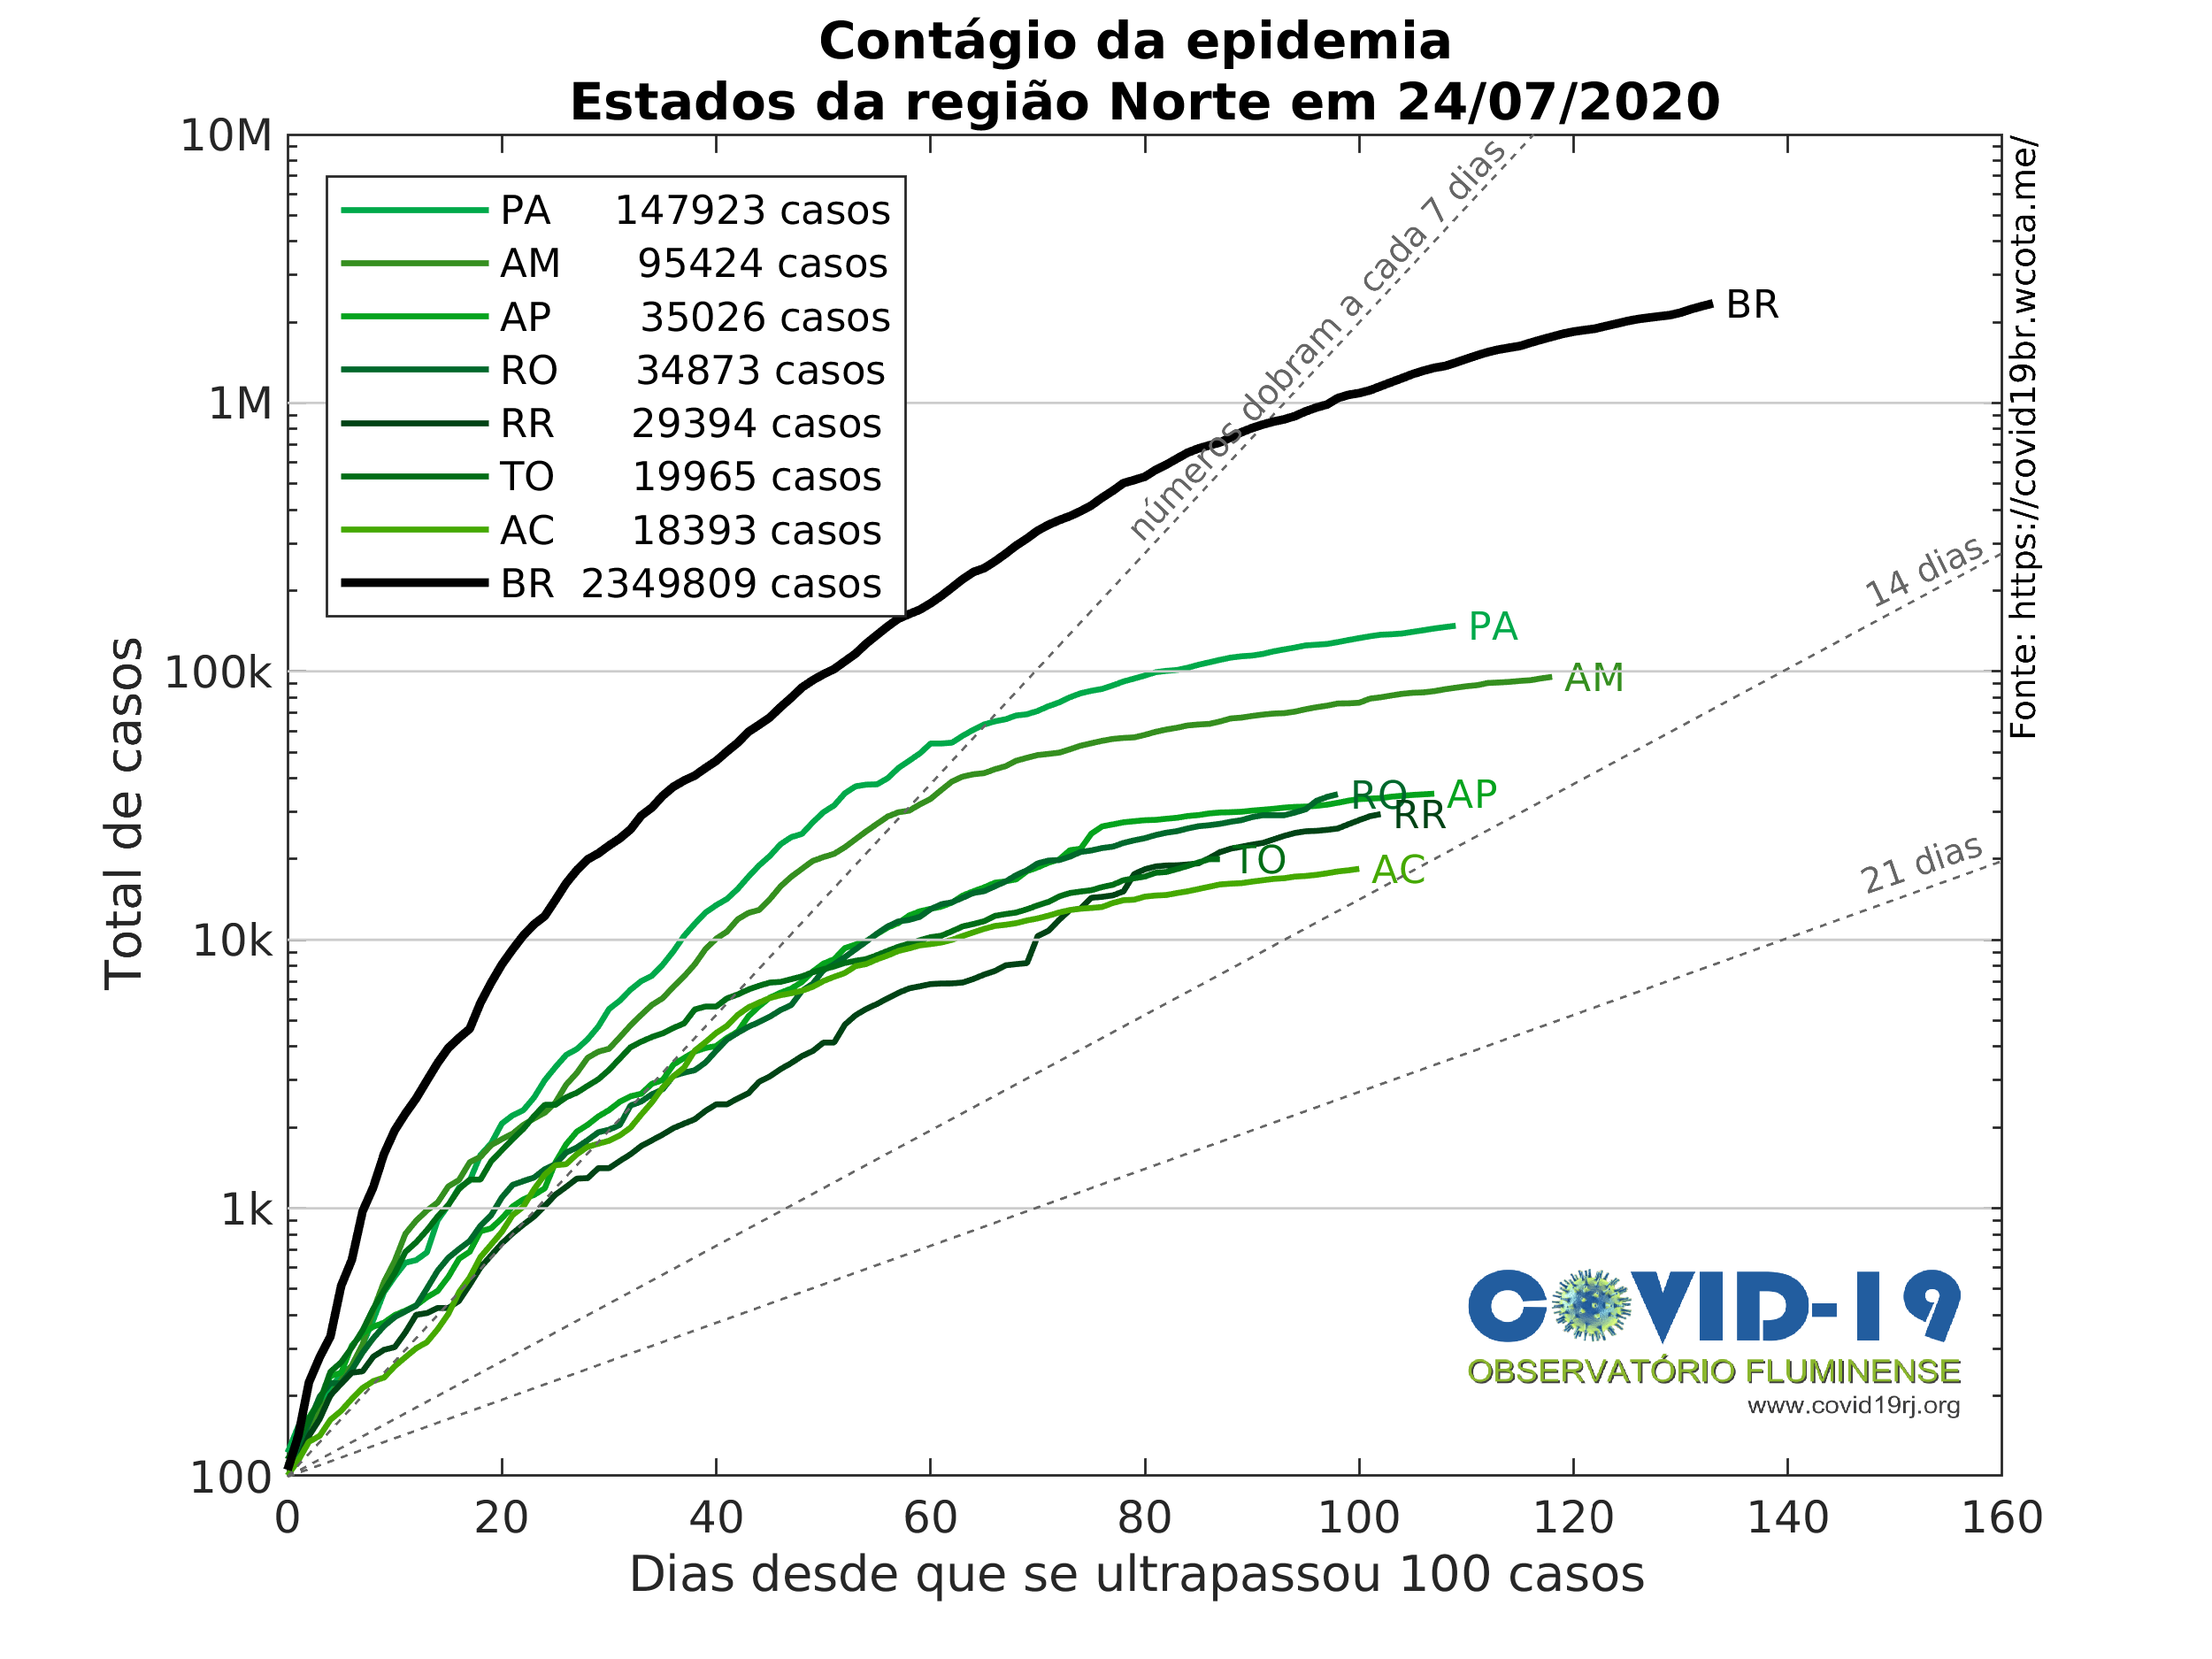 Contágio da epidemia
Estados da região Norte em 24/07/2020
10M
1M
100k
10k
1k
100
Total de casos
PA 147923 casos
AM 95424 casos
AP 35026 casos
RO 34873 casos
RR 29394 casos
TO 19965 casos
AC 18393 casos
BR 2349809 casos
números dobram a cada 7 dias
14 dias
21 dias
BR
PA
AM
RO
AP
RR
TO
AC
Fonte: https://covid19br.wcota.me/
COVID-19
OBSERVATÓRIO FLUMINENSE
www.covid19rj.org
0 20 40 60 80 100 120 140 160
Dias desde que se ultrapassou 100 casos